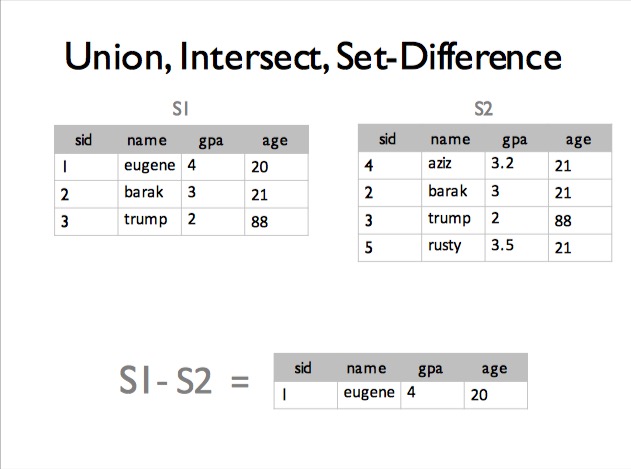 Union, Intersect, Set-Difference
S1
sid name gpa age
1 eugene 4 20
2 barak 3 21
3 trump 2 88
S2
sid name gpa age
4 aziz 3.2 21
2 barak 3 21
3 trump 2 88
5 rusty 3.5 21
S1 - S2 =
sid name gpa age
1 eugene 4 20